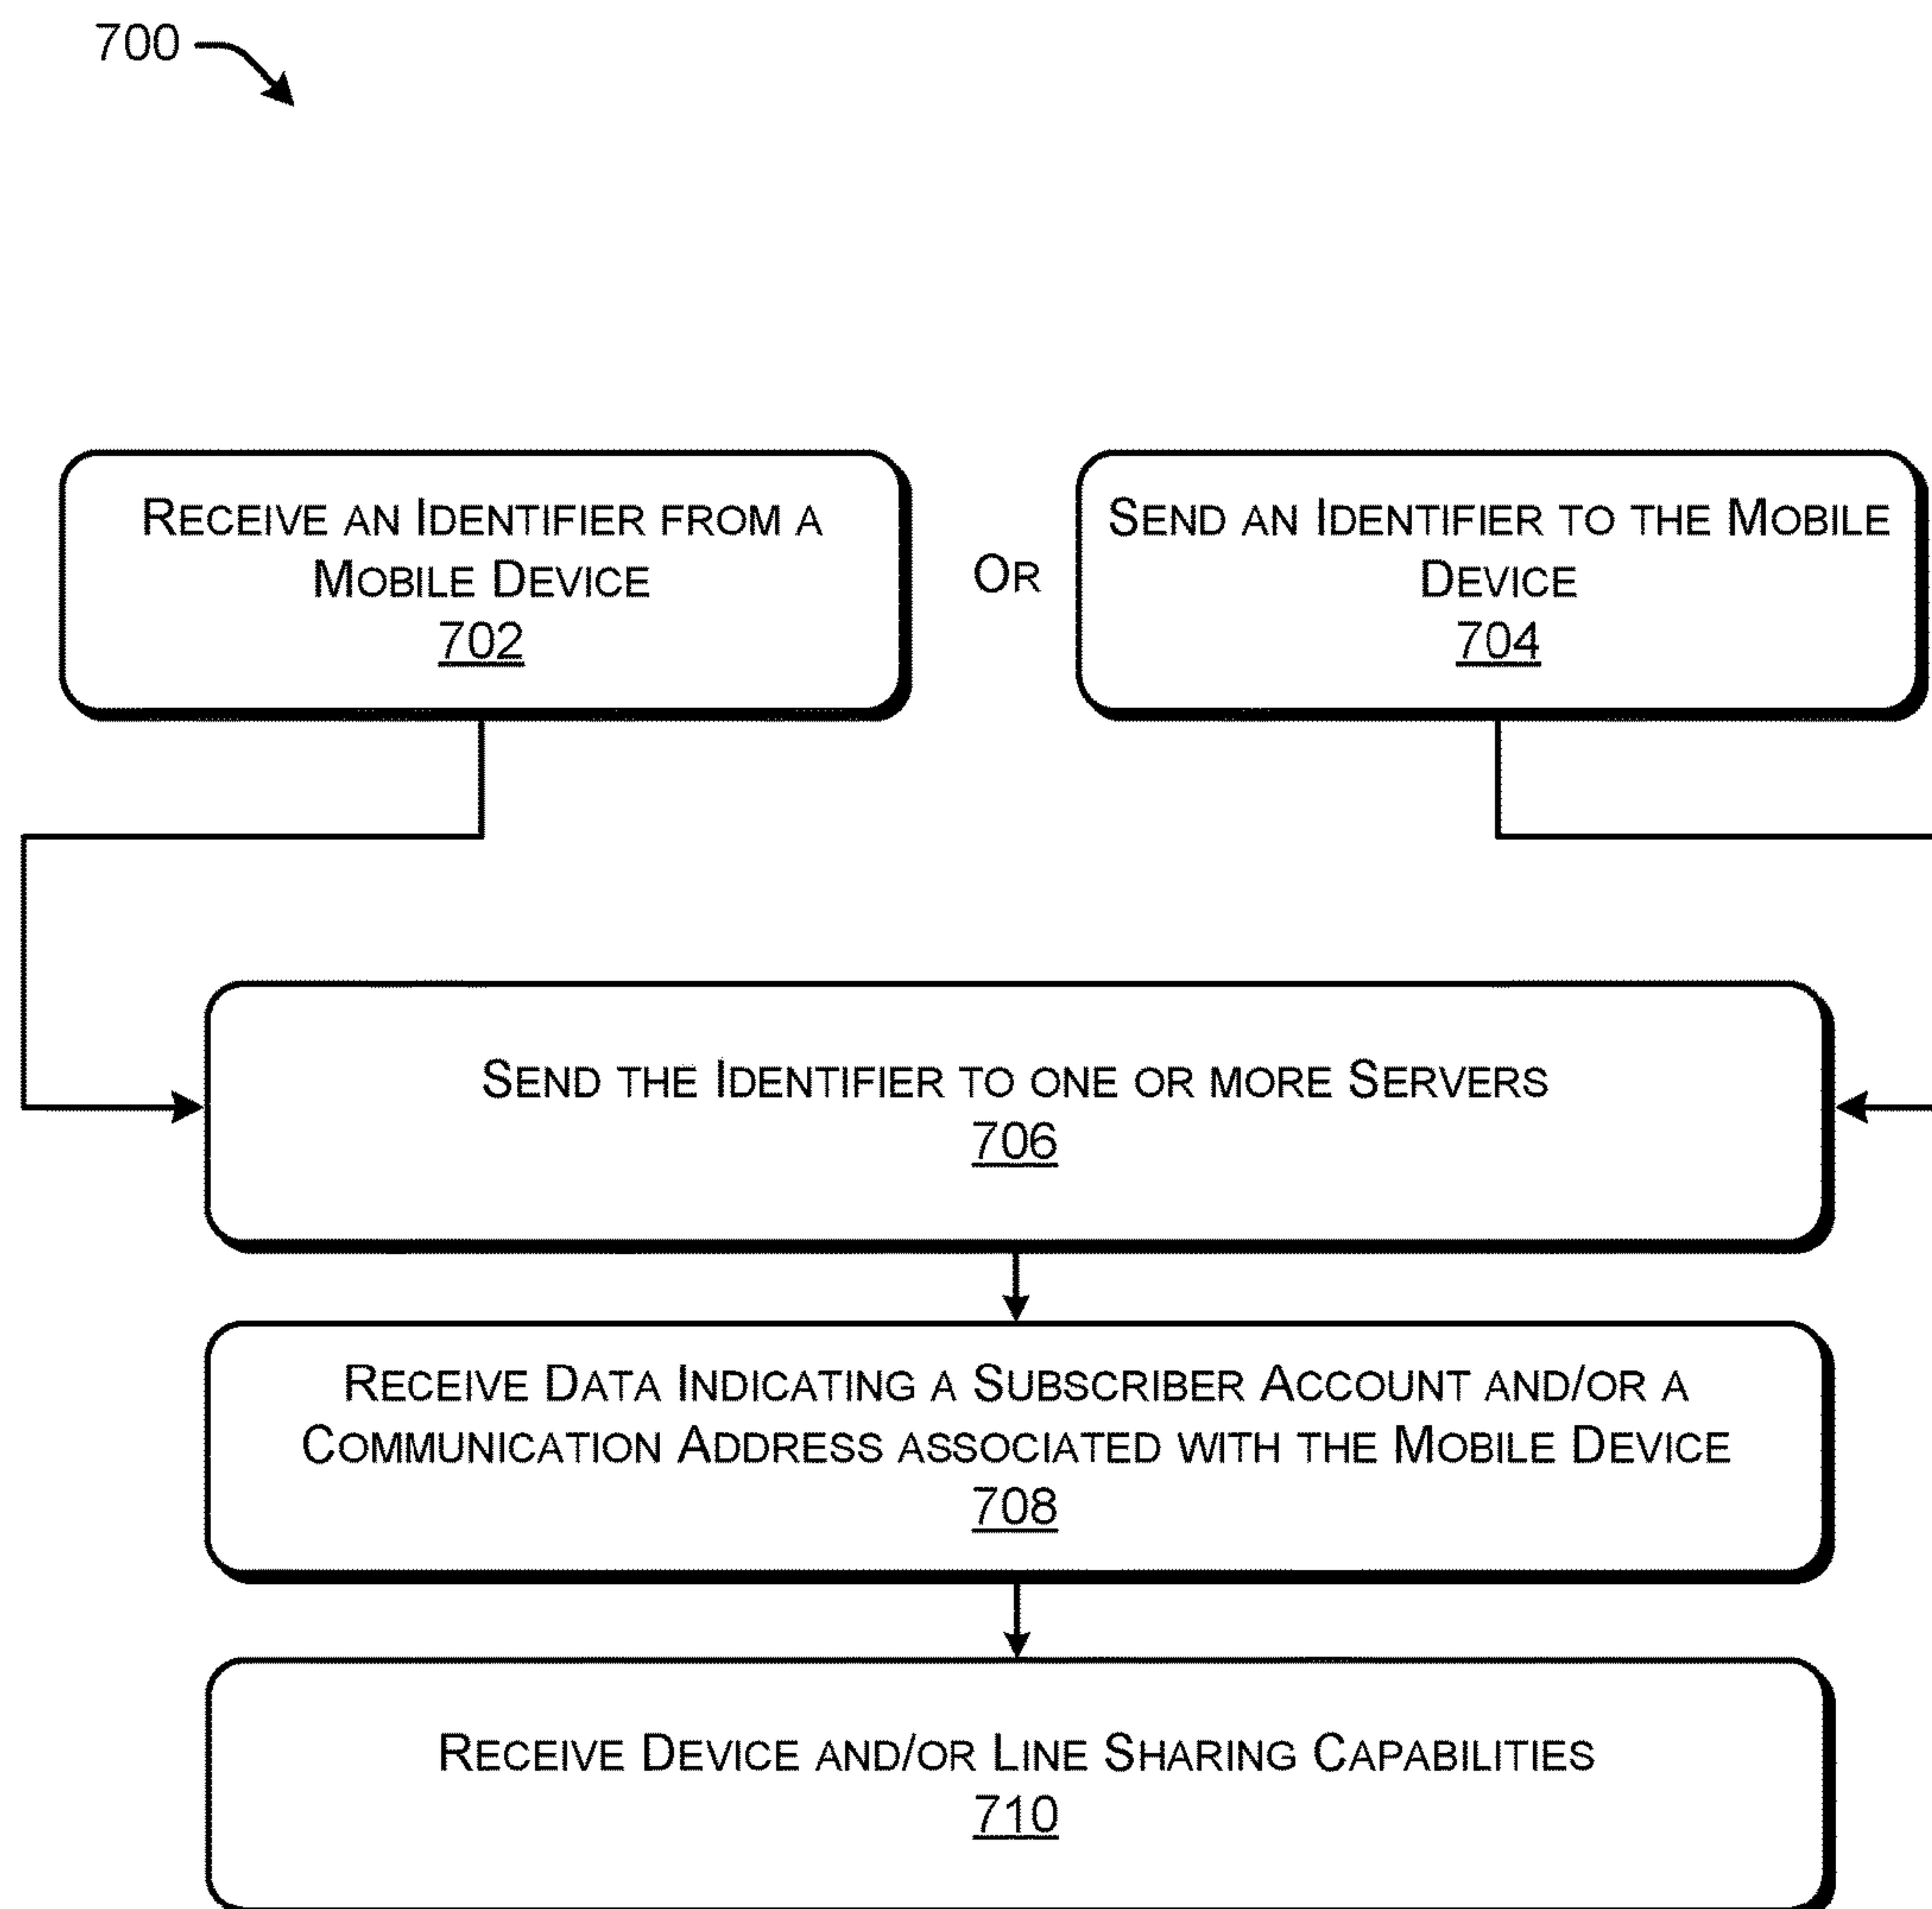 700
RECEIVE AN IDENTIFIER FROM A
MOBILE DEVICE
702
OR
SEND AN IDENTIFIER TO THE MOBILE
DEVICE
704
SEND THE IDENTIFIER TO ONE OR MORE SERVERS
706
RECEIVE DATA INDICATING A SUBSCRIBER ACCOUNT AND/OR A
COMMUNICATION ADDRESS ASSOCIATED WITH THE MOBILE DEVICE
708
RECEIVE DEVICE AND/OR LINE SHARING CAPABILITIES
710